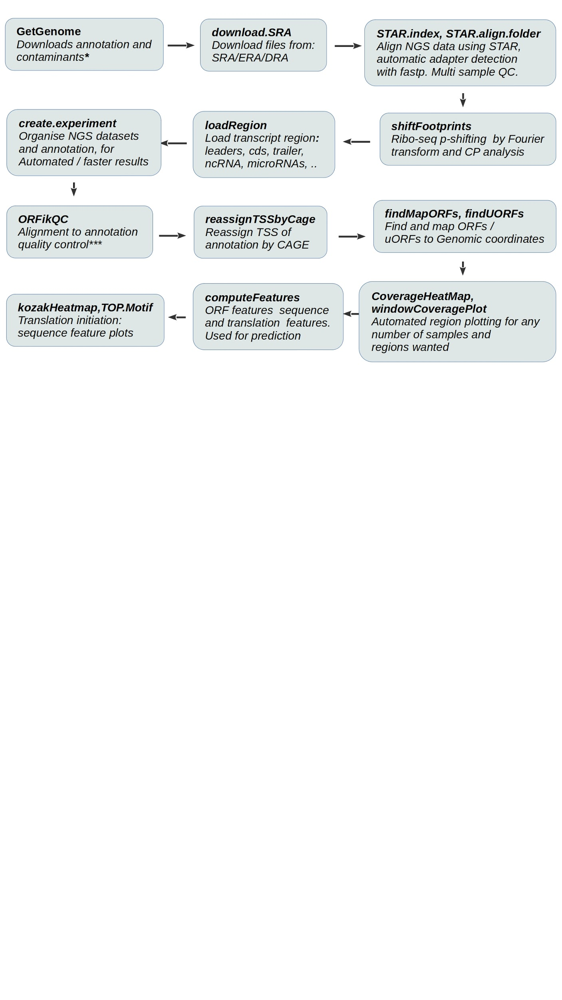 GetGenome
Downloads annotation and
contaminants*
download.SRA
Download files from:
SRA/ERA/DRA
STAR.index, STAR.align.folder
Align NGS data using STAR,
automatic adapter detection
with fastp. Multi sample QC.
shiftFootprints
Ribo-seq p-shifting by Fourier
transform and CP analysis
loadRegion
Load transcript region:
leaders, cds, trailer,
ncRNA, microRNAs, ..
create.experiment
Organise NGS datasets
and annotation, for
Automated / faster results
ORFikQC
Alignment to annotation
quality control***
reassignTSSbyCage
Reassign TSS of
annotation by CAGE
findMapORFs, findUORFs
Find and map ORFs /
uORFs to Genomic coordinates
CoverageHeatMap,
windowCoveragePlot
Automated region plotting for any
number of samples and
regions wanted
computeFeatures
ORF features sequence
and translation features.
Used for prediction
kozakHeatmap,TOP.Motif
Translation initiation:
sequence feature plots